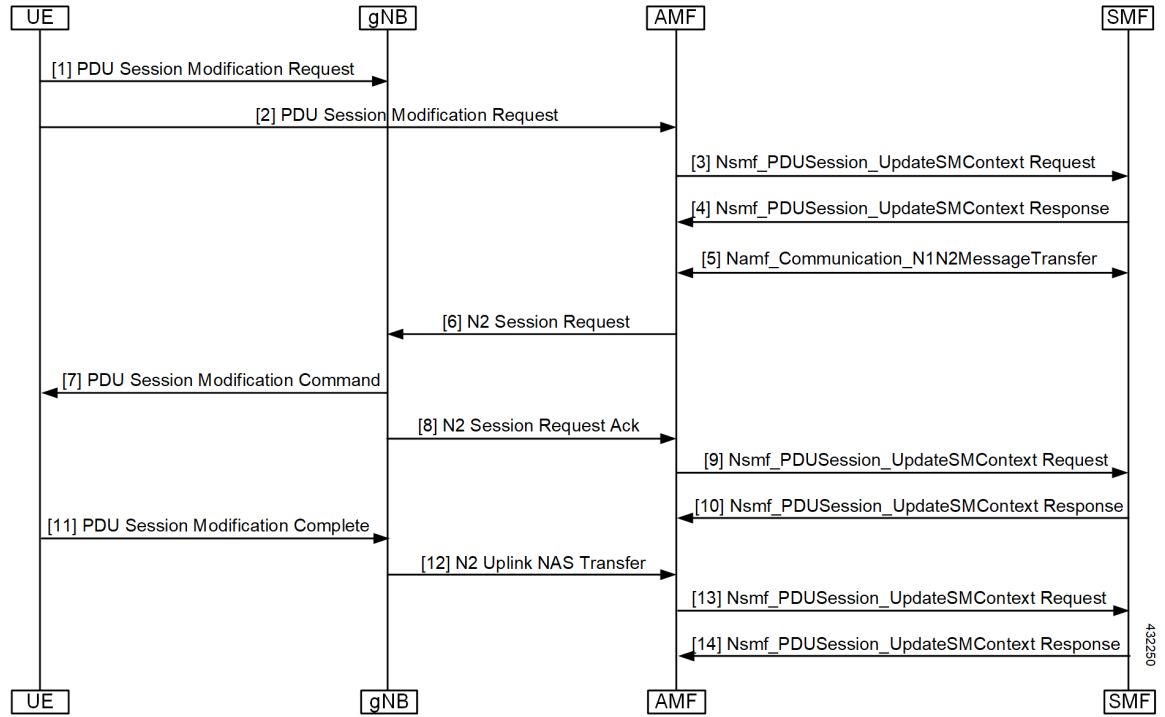 UE gNB AMF SMF
[1] PDU Session Modification Request
[2] PDU Session Modification Request
[3] Nsmf_PDUSession_UpdateSMContext Request
[4] Nsmf_PDUSession_UpdateSMContext Response
[5] Namf_Communication_N1N2MessageTransfer
[6] N2 Session Request
[7] PDU Session Modification Command
[8] N2 Session Request Ack
[9] Nsmf_PDUSession_UpdateSMContext Request
[10] Nsmf_PDUSession_UpdateSMContext Response
[11] PDU Session Modification Complete
[12] N2 Uplink NAS Transfer
[13] Nsmf_PDUSession_UpdateSMContext Request
[14] Nsmf_PDUSession_UpdateSMContext Response
432250
UE gNB AMF SMF